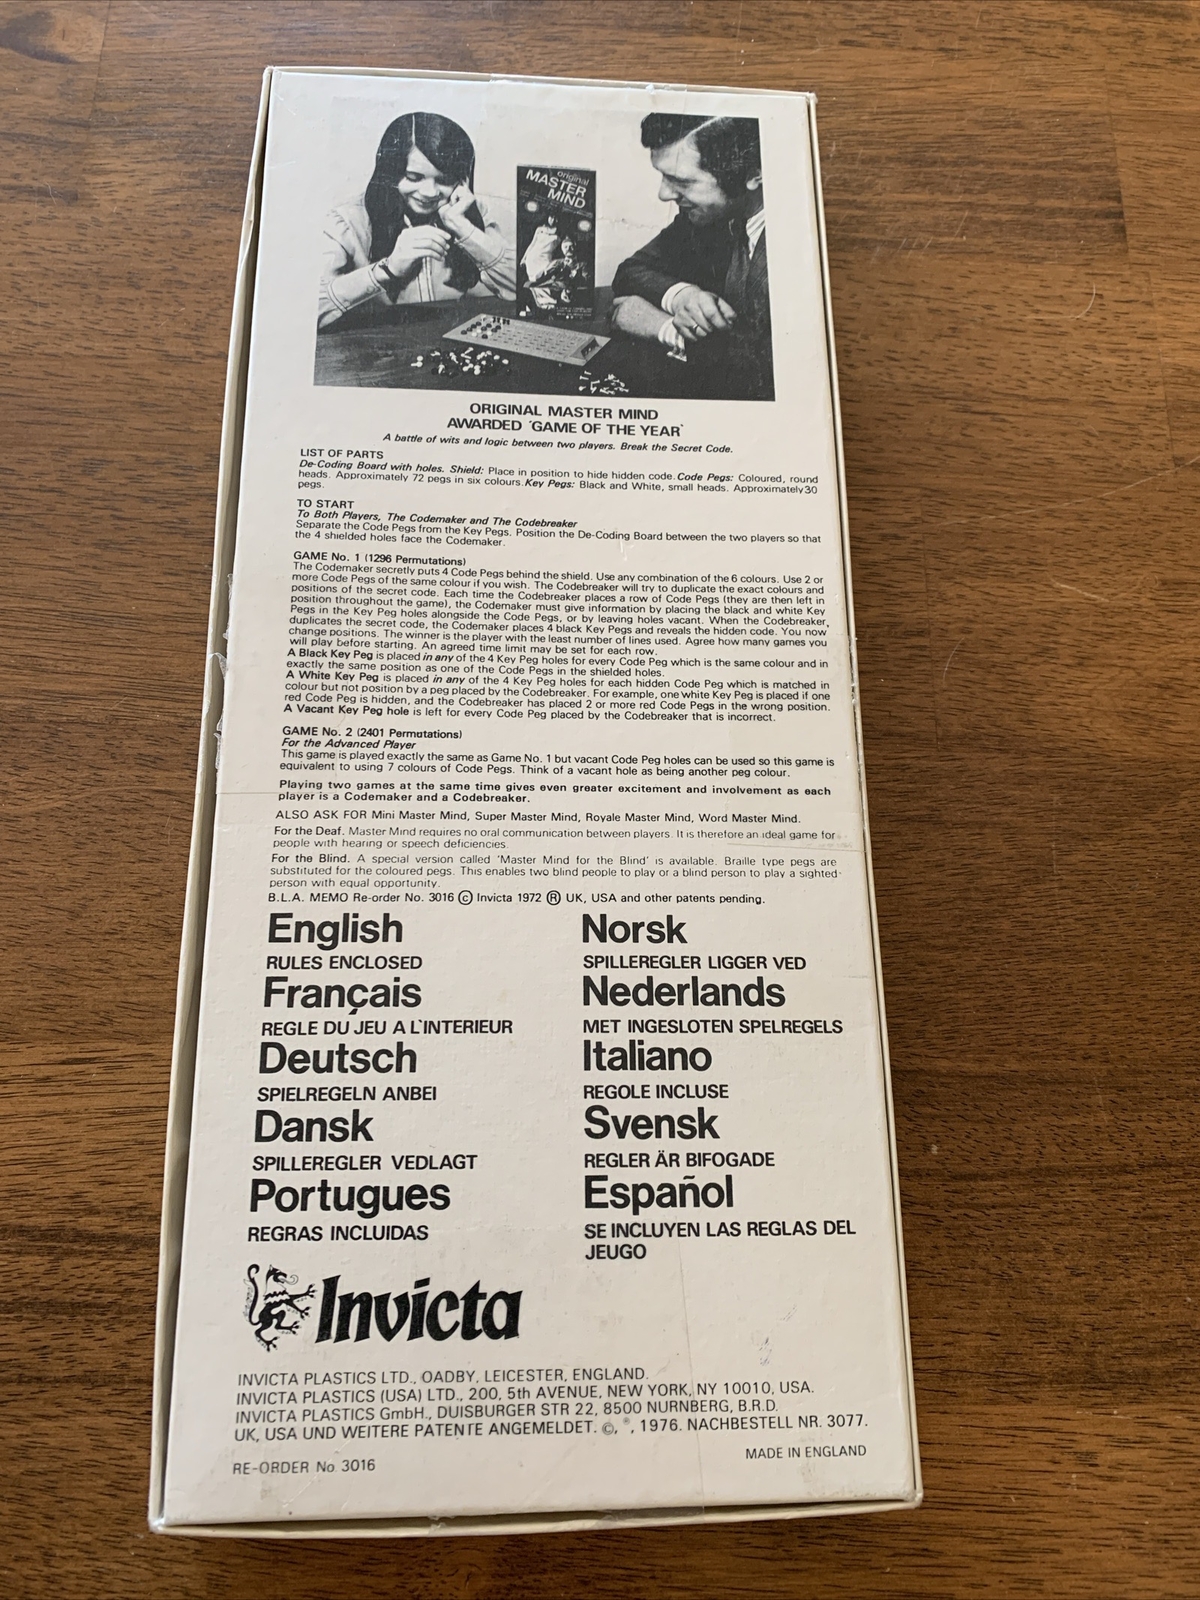 original
MASTER
MIND
ORIGINAL MASTER MIND
AWARDED 'GAME OF THE YEAR'
A battle of wits and logic between two players. Break the Secret Code.
LIST OF PARTS
De-Coding Board with holes. Shield: Place in position to hide hidden code. Code Pegs: Coloured, round
heads. Approximately 72 pegs in six colours. Key Pegs: Black and White, small heads. Approximately 30
pegs.
TO START
To Both Players, The Codemaker and The Codebreaker
Separate the Code Pegs from the Key Pegs. Position the De-Coding Board between the two players so that
the 4 shielded holes face the Codemaker.
GAME No. 1 (1296 Permutations)
The Codemaker secretly puts 4 Code Pegs behind the shield. Use any combination of the 6 colours. Use 2 or
more Code Pegs of the same colour if you wish. The Codebreaker will try to duplicate the exact colours and
positions of the secret code. Each time the Codebreaker places a row of Code Pegs (they are then left in
position throughout the game), the Codemaker must give information by placing the black and white Key
Pegs in the Key Peg holes alongside the Code Pegs, or by leaving holes vacant. When the Codebreaker,
duplicates the secret code, the Codemaker places 4 black Key Pegs and reveals the hidden code. You now
change positions. The winner is the player with the least number of lines used. Agree how many games you
will play before starting. An agreed time limit may be set for each row.
A Black Key Peg is placed in any of the 4 Key Peg holes for every Code Peg which is the same colour and in
exactly the same position as one of the Code Pegs in the shielded holes.
A White Key Peg is placed in any of the 4 Key Peg holes for each hidden Code Peg which is matched in
colour but not position by a peg placed by the Codebreaker. For example, one white Key Peg is placed if one
red Code Peg is hidden, and the Codebreaker has placed 2 or more red Code Pegs in the wrong position.
A Vacant Key Peg hole is left for every Code Peg placed by the Codebreaker that is incorrect.
GAME No. 2 (2401 Permutations)
For the Advanced Player
This game is played exactly the same as Game No. 1 but vacant Code Peg holes can be used so this game is
equivalent to using 7 colours of Code Pegs. Think of a vacant hole as being another peg colour.
Playing two games at the same time gives even greater excitement and involvement as each
player is a Codemaker and a Codebreaker.
ALSO ASK FOR Mini Master Mind, Super Master Mind, Royale Master Mind, Word Master Mind.
For the Deaf. Master Mind requires no oral communication between players. It is therefore an ideal game for
people with hearing or speech deficiencies.
For the Blind. A special version called 'Master Mind for the Blind' is available. Braille type pegs are
substituted for the coloured pegs. This enables two blind people to play or a blind person to play a sighted
person with equal opportunity.
B.L.A. MEMO Re-order No. 3016 © Invicta 1972 ® UK, USA and other patents pending.
English
RULES ENCLOSED
Français
REGLE DU JEU A L'INTERIEUR
Deutsch
SPIELREGELN ANBEI
Dansk
SPILLEREGLER VEDLAGT
Portugues
REGRAS INCLUIDAS
Norsk
SPILLEREGLER LIGGER VED
Nederlands
MET INGESLOTEN SPELREGELS
Italiano
REGOLE INCLUSE
Svensk
REGLER ÄR BIFOGADE
Español
SE INCLUYEN LAS REGLAS DEL
JEUGO
Invicta
INVICTA PLASTICS LTD., OADBY, LEICESTER, ENGLAND.
INVICTA PLASTICS (USA) LTD., 200, 5th AVENUE, NEW YORK, NY 10010, USA.
INVICTA PLASTICS GmbH., DUISBURGER STR 22, 8500 NURNBERG, B.R.D.
UK, USA UND WEITERE PATENTE ANGEMELDET. ©, ®, 1976. NACHBESTELL NR. 3077.
MADE IN ENGLAND
RE-ORDER No. 3016